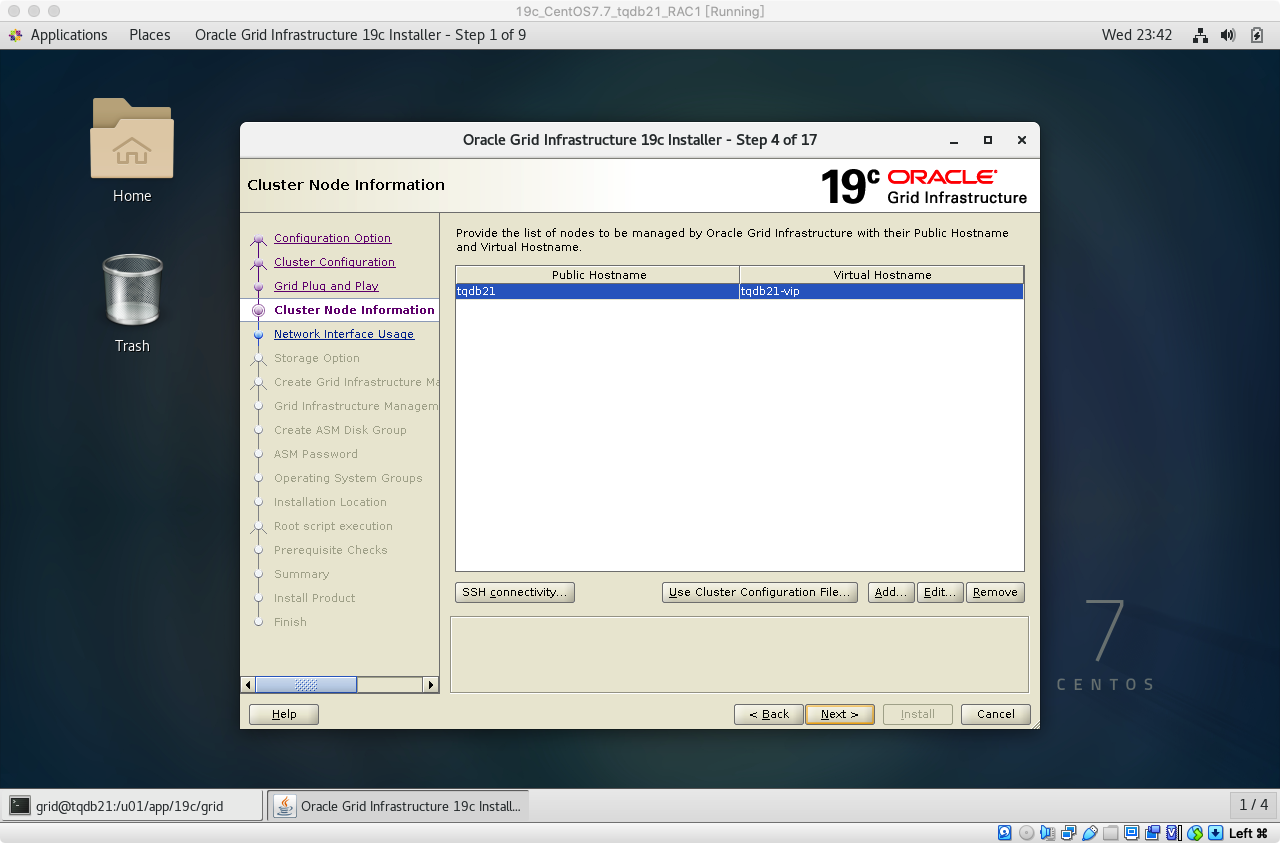 19c_CentOS7.7_tqdb21_RAC1 [Running]
Applications Places Oracle Grid Infrastructure 19c Installer - Step 1 of 9 Wed 23:42
Home
Trash
Oracle Grid Infrastructure 19c Installer - Step 4 of 17
Cluster Node Information
19c ORACLE
Grid Infrastructure
Configuration Option
Cluster Configuration
Grid Plug and Play
Cluster Node Information
Network Interface Usage
Storage Option
Create Grid Infrastructure Ma
Grid Infrastructure Managem
Create ASM Disk Group
ASM Password
Operating System Groups
Installation Location
Root script execution
Prerequisite Checks
Summary
Install Product
Finish
Provide the list of nodes to be managed by Oracle Grid Infrastructure with their Public Hostname
and Virtual Hostname.
Public Hostname Virtual Hostname
tqdb21 tqdb21-vip
SSH connectivity... Use Cluster Configuration File... Add... Edit... Remove
Help < Back Next > Install Cancel
7
CENTOS
grid@tqdb21:/u01/app/19c/grid Oracle Grid Infrastructure 19c Install... 1 / 4
Left ⌘